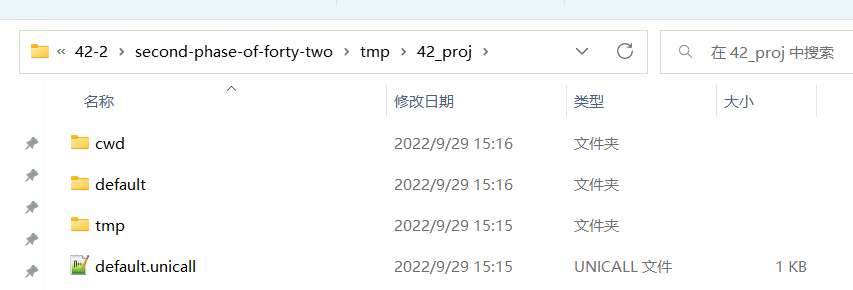 « 42-2 > second-phase-of-forty-two > tmp > 42_proj >
在 42_proj 中搜索
名称 修改日期 类型 大小
cwd 2022/9/29 15:16 文件夹
default 2022/9/29 15:16 文件夹
tmp 2022/9/29 15:15 文件夹
default.unicall 2022/9/29 15:15 UNICALL 文件 1 KB